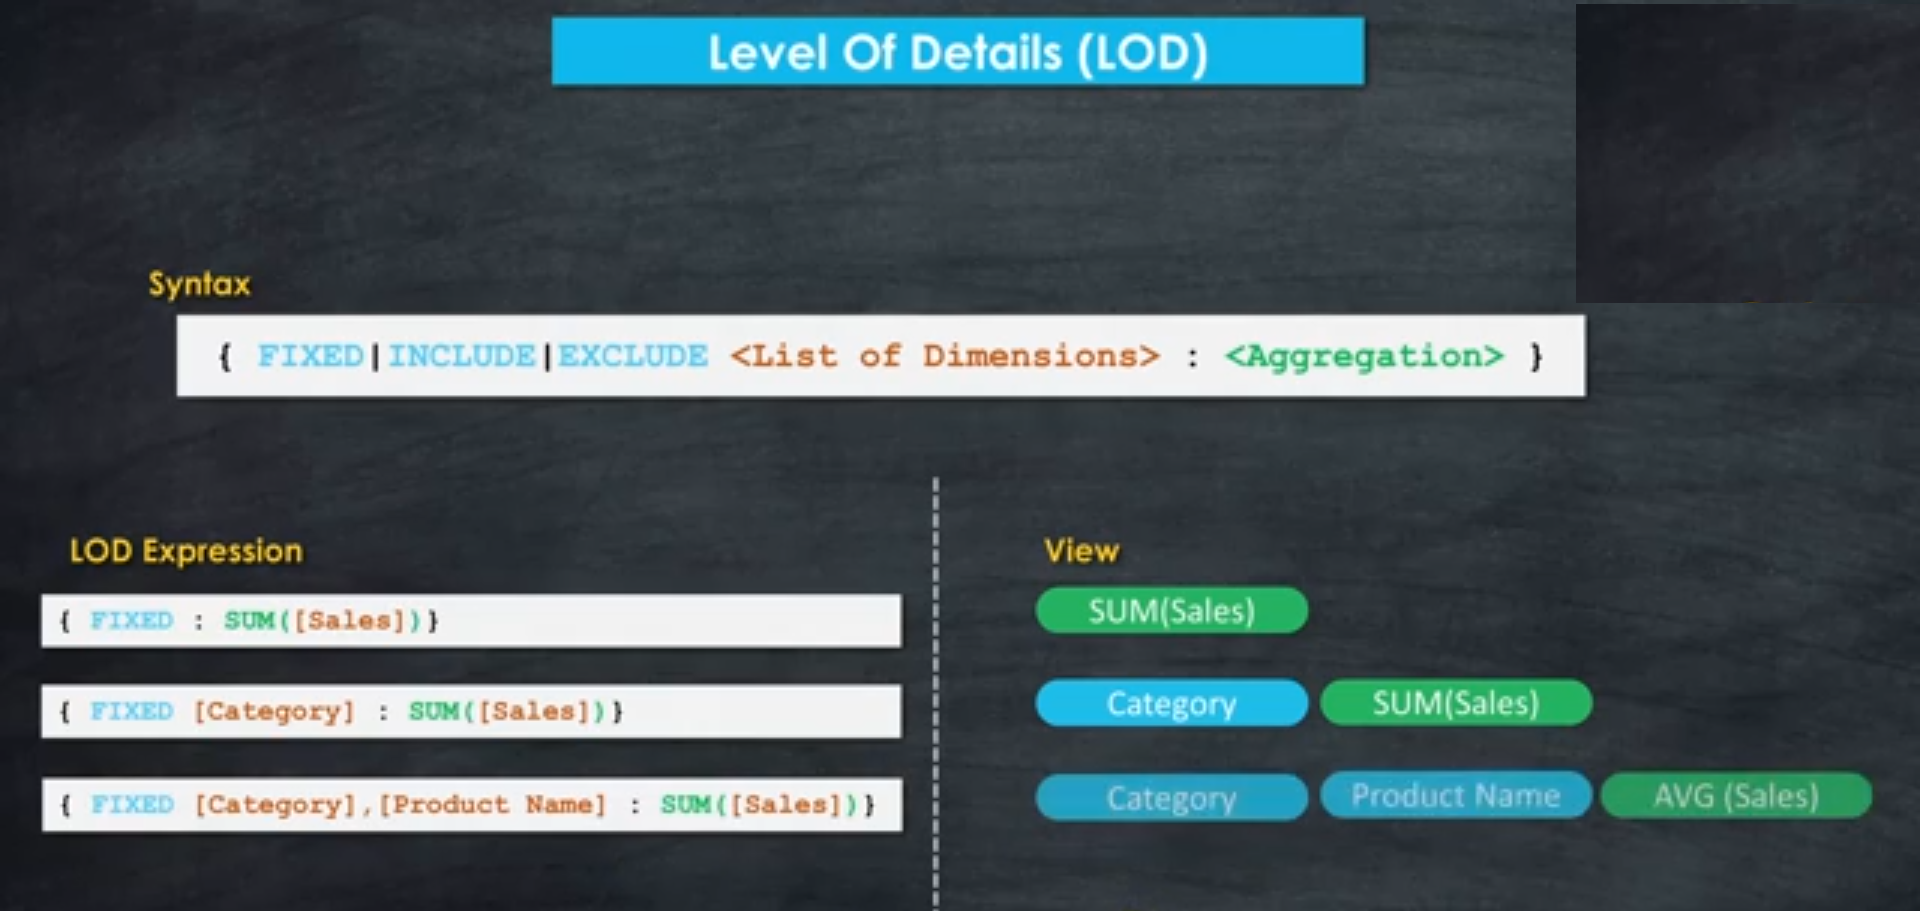 Level Of Details (LOD)
Syntax
{ FIXED|INCLUDE|EXCLUDE <List of Dimensions> : <Aggregation> }
LOD Expression
{ FIXED : SUM([Sales])}
{ FIXED [Category] : SUM([Sales])}
{ FIXED [Category],[Product Name] : SUM([Sales])}
View
SUM(Sales)
Category SUM(Sales)
Category Product Name AVG (Sales)